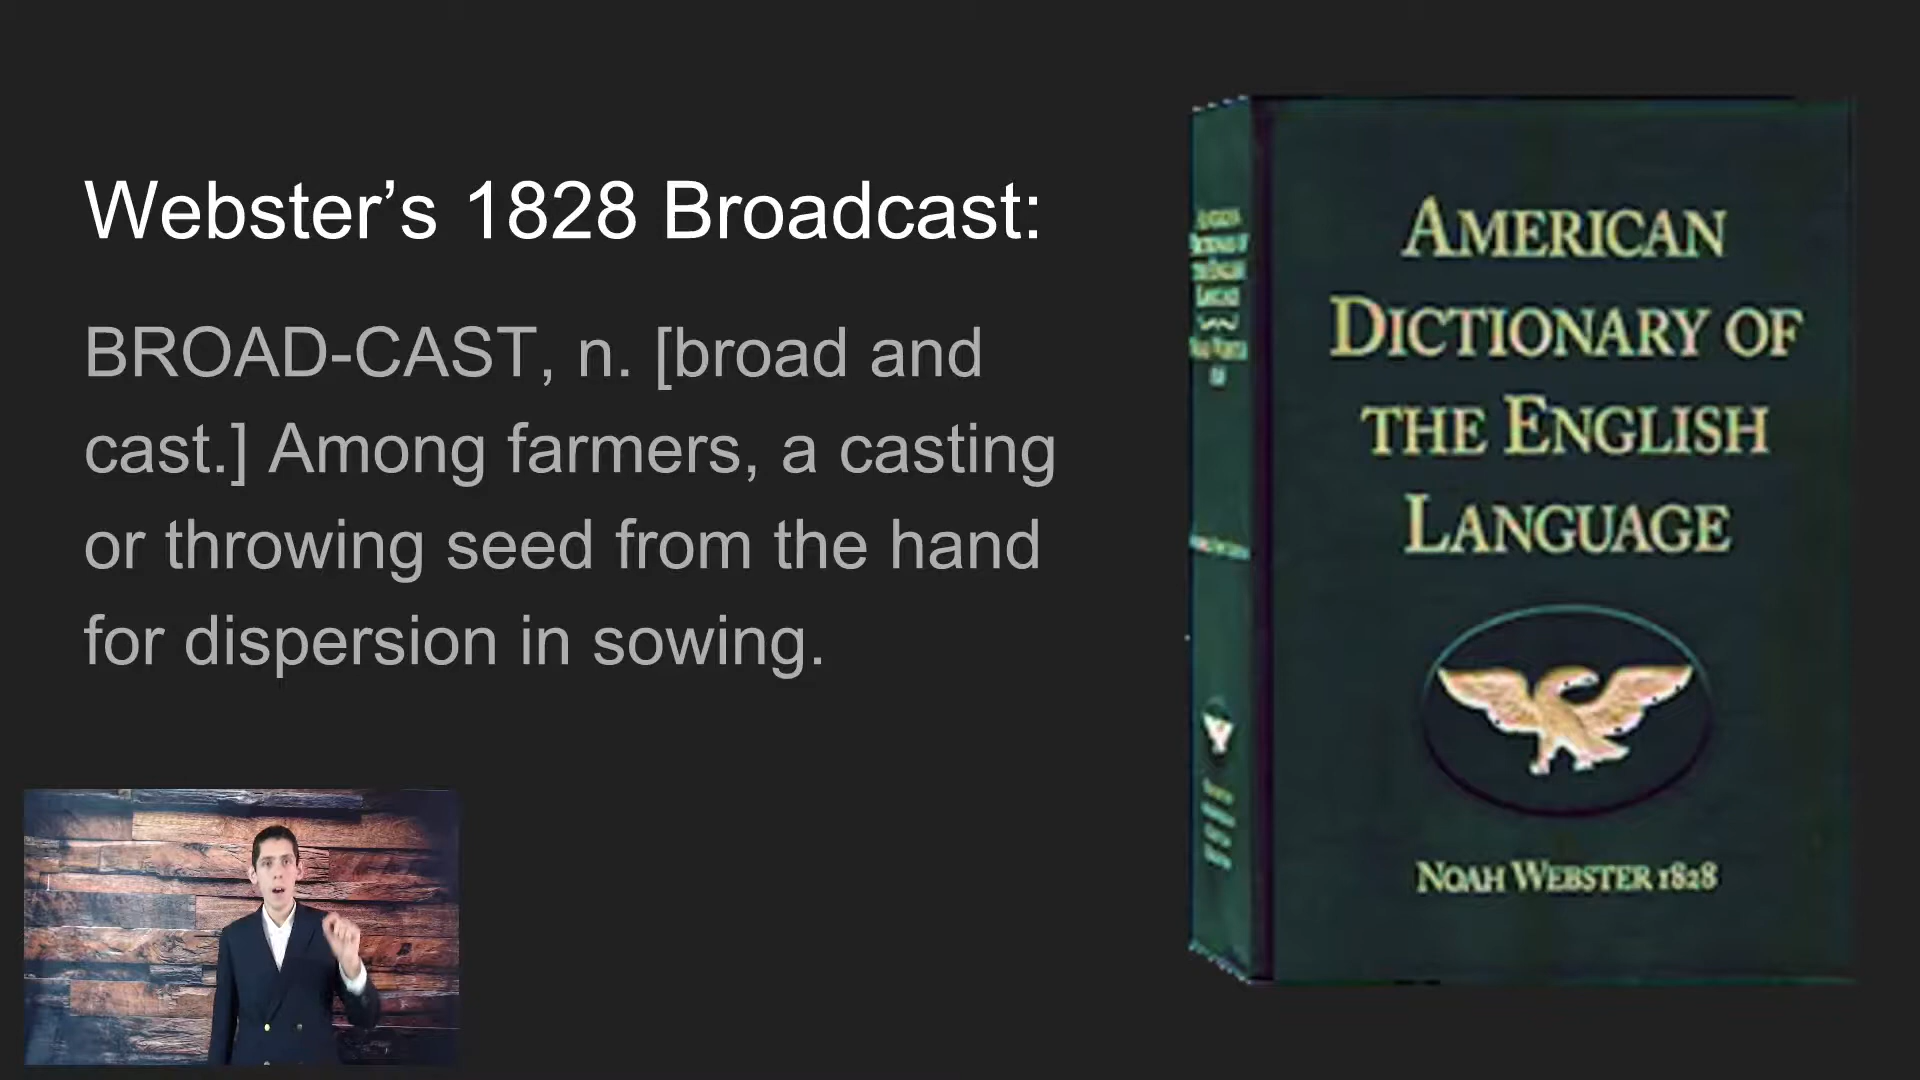 Webster’s 1828 Broadcast:
BROAD-CAST, n. [broad and
cast.] Among farmers, a casting
or throwing seed from the hand
for dispersion in sowing.
AMERICAN
DICTIONARY OF
THE ENGLISH
LANGUAGE
NOAH WEBSTER 1828